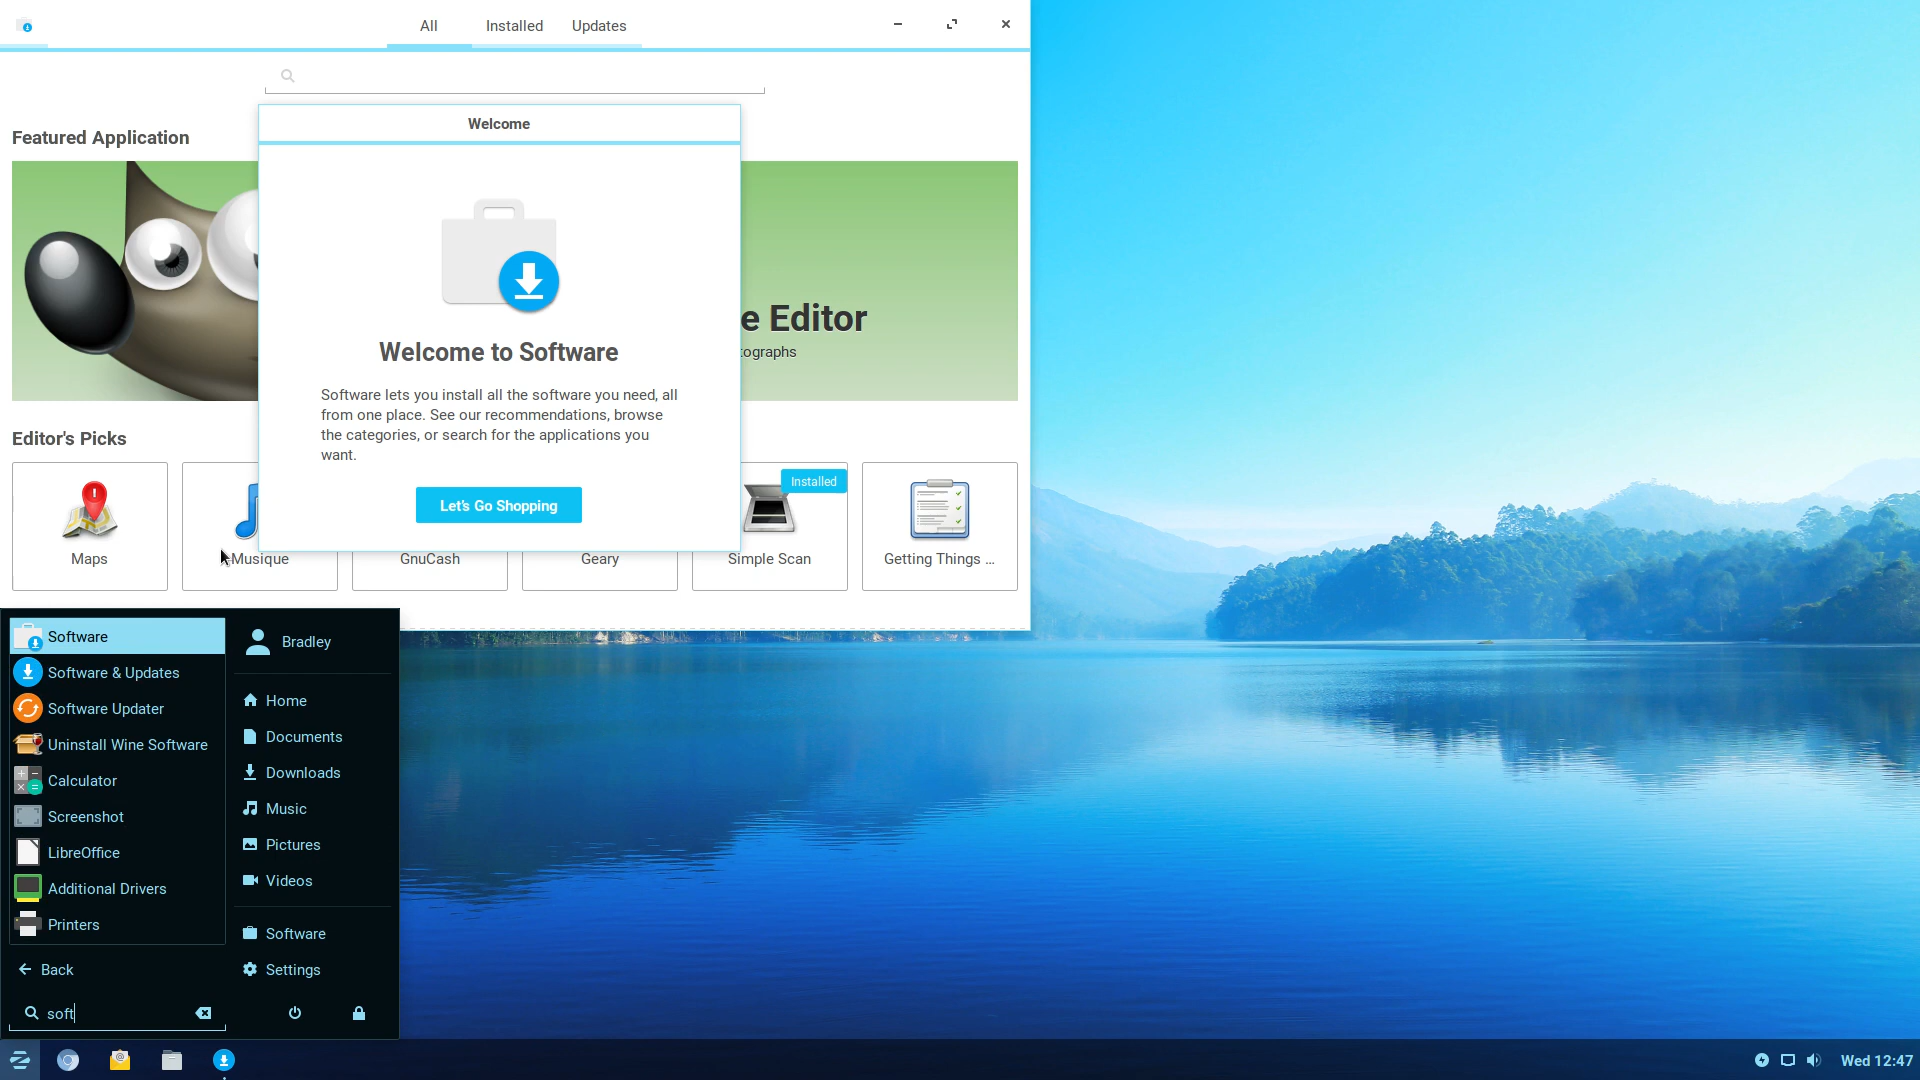 All
Installed
Updates
Featured Application
Welcome
Welcome to Software
Software lets you install all the software you need, all
from one place. See our recommendations, browse
the categories, or search for the applications you
want.
Let's Go Shopping
e Editor
tographs
Editor's Picks
Maps
Musique
GnuCash
Geary
Installed
Simple Scan
Getting Things ...
Software
Software & Updates
Software Updater
Uninstall Wine Software
Calculator
Screenshot
LibreOffice
Additional Drivers
Printers
Back
soft
Bradley
Home
Documents
Downloads
Music
Pictures
Videos
Software
Settings
Wed 12:47